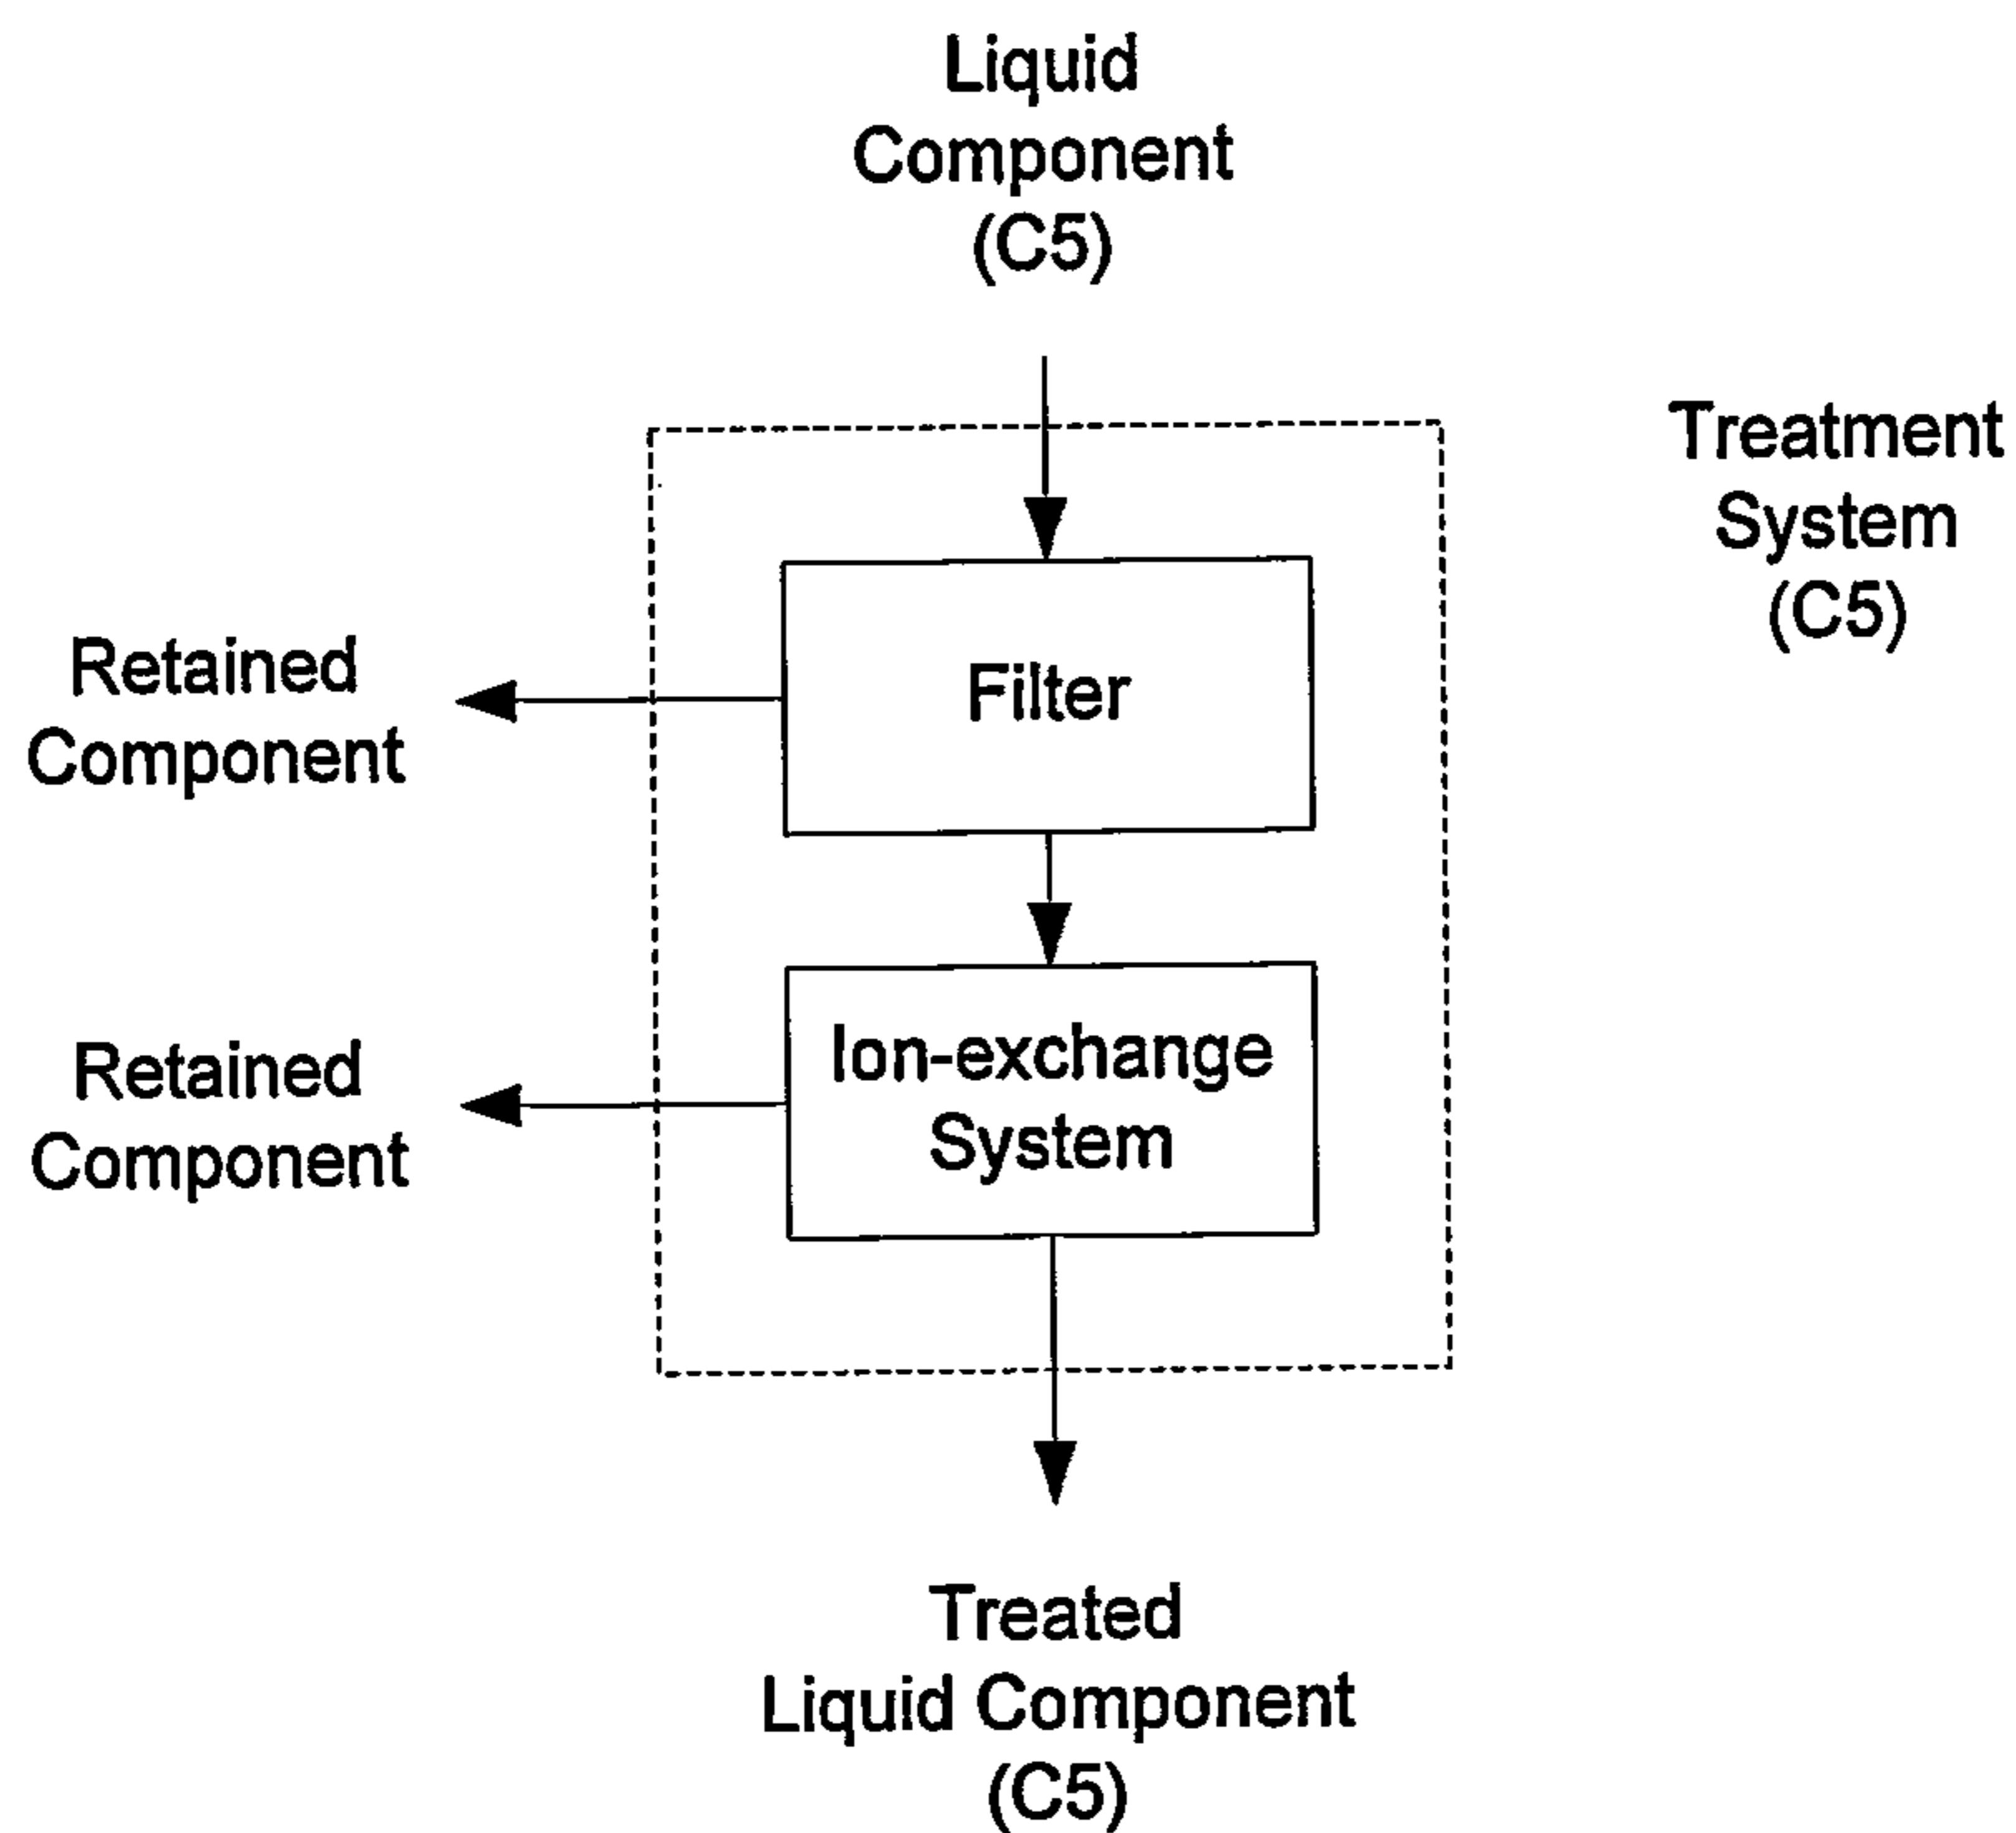 Liquid
Component
(C5)
Treatment
System
(C5)
Retained
Component
Filter
Retained
Component
Ion-exchange
System
Treated
Liquid Component
(C5)